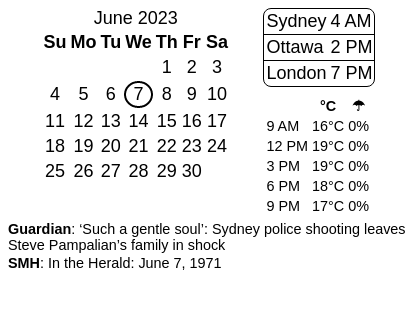 June 2023
Su Mo Tu We Th Fr Sa
1 2 3
4 5 6 7 8 9 10
11 12 13 14 15 16 17
18 19 20 21 22 23 24
25 26 27 28 29 30
Sydney 4 AM
Ottawa 2 PM
London 7 PM
°C ☂
9 AM 16°C 0%
12 PM 19°C 0%
3 PM 19°C 0%
6 PM 18°C 0%
9 PM 17°C 0%
Guardian: ‘Such a gentle soul’: Sydney police shooting leaves
Steve Pampalian’s family in shock
SMH: In the Herald: June 7, 1971